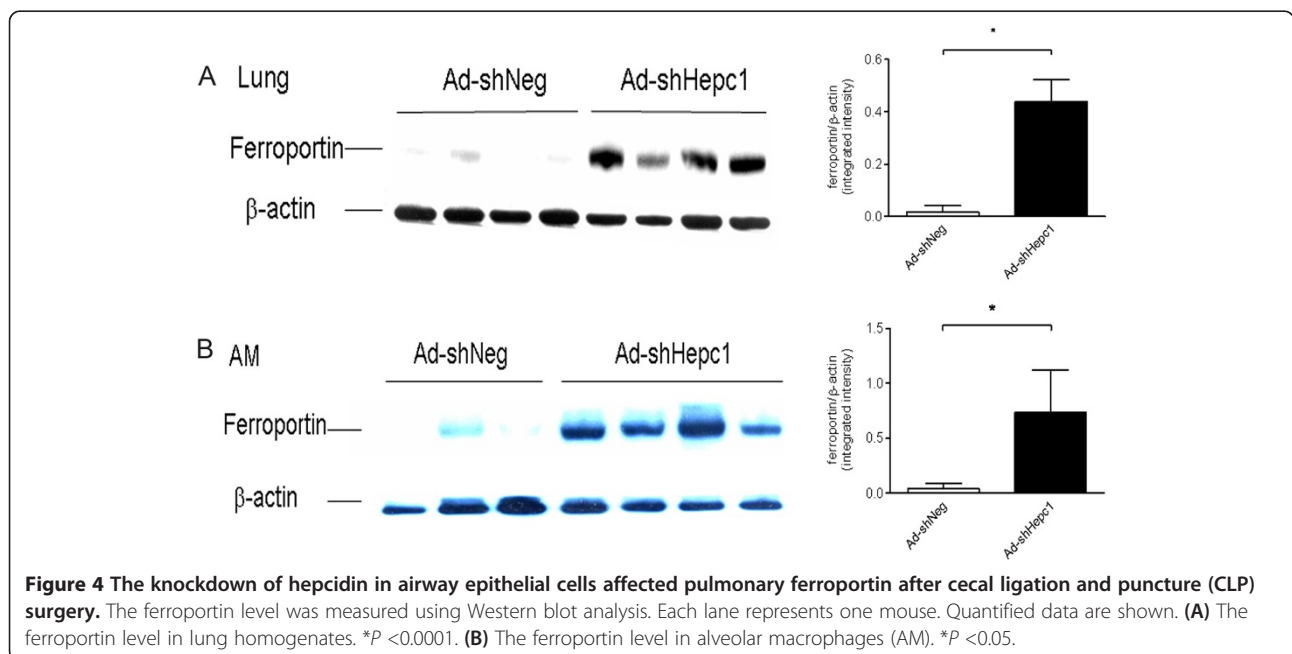 A Lung
Ad-shNeg Ad-shHepc1
Ferroportin
β-actin
*
0.6
0.4
0.2
0.0
ferroportin/β-actin
(integrated intensity)
Ad-shNeg
Ad-shHepc1
B AM
Ad-shNeg Ad-shHepc1
Ferroportin
β-actin
*
1.5
1.0
0.5
0.0
ferroportin/β-actin
(integrated intensity)
Ad-shNeg
Ad-shHepc1
Figure 4 The knockdown of hepcidin in airway epithelial cells affected pulmonary ferroportin after cecal ligation and puncture (CLP)
surgery. The ferroportin level was measured using Western blot analysis. Each lane represents one mouse. Quantified data are shown. (A) The
ferroportin level in lung homogenates. *P <0.0001. (B) The ferroportin level in alveolar macrophages (AM). *P <0.05.